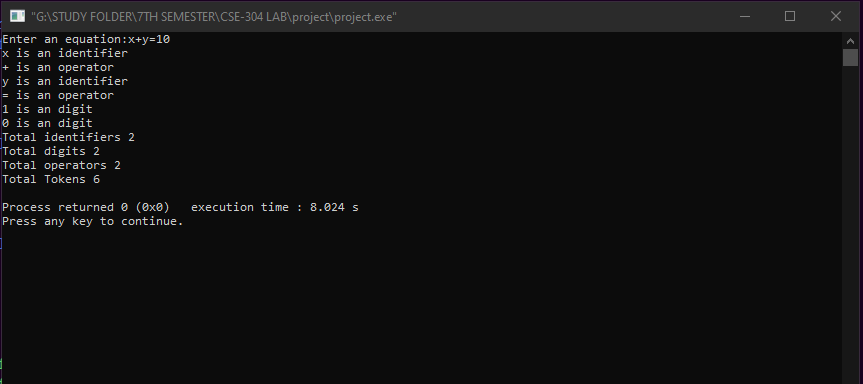 "G:\STUDY FOLDER\7TH SEMESTER\CSE-304 LAB\project\project.exe"
Enter an equation:x+y=10
x is an identifier
+ is an operator
y is an identifier
= is an operator
1 is an digit
0 is an digit
Total identifiers 2
Total digits 2
Total operators 2
Total Tokens 6
Process returned 0 (0x0)   execution time : 8.024 s
Press any key to continue.